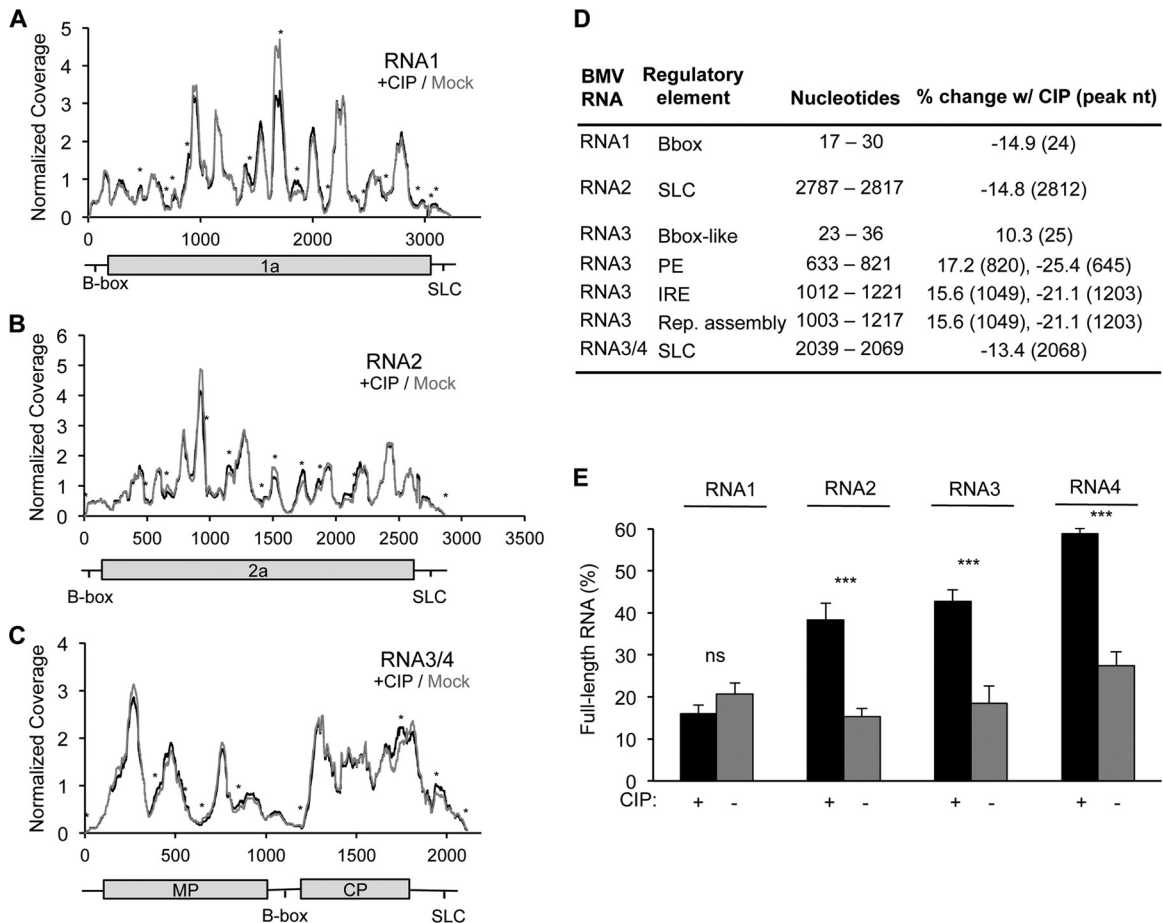 A
Normalized Coverage
5
4
3
2
1
0
RNA1
+CIP / Mock
*
* * * * * * * * * * * *
0 1000 2000 3000
1a
B-box SLC
B
Normalized Coverage
6
5
4
3
2
1
0
RNA2
+CIP / Mock
* * * * * * * * * * * *
0 500 1000 1500 2000 2500 3000 3500
2a
B-box SLC
C
Normalized Coverage
4
3
2
1
0
RNA3/4
+CIP / Mock
* * * * * * * * *
0 500 1000 1500 2000
MP CP
B-box SLC
D
BMV RNA Regulatory element Nucleotides % change w/ CIP (peak nt)
RNA1 Bbox 17 – 30 -14.9 (24)
RNA2 SLC 2787 – 2817 -14.8 (2812)
RNA3 Bbox-like 23 – 36 10.3 (25)
RNA3 PE 633 – 821 17.2 (820), -25.4 (645)
RNA3 IRE 1012 – 1221 15.6 (1049), -21.1 (1203)
RNA3 Rep. assembly 1003 – 1217 15.6 (1049), -21.1 (1203)
RNA3/4 SLC 2039 – 2069 -13.4 (2068)
E
RNA1 RNA2 RNA3 RNA4
Full-length RNA (%)
60
50
40
30
20
10
0
ns *** *** ***
CIP: + - + - + - + -